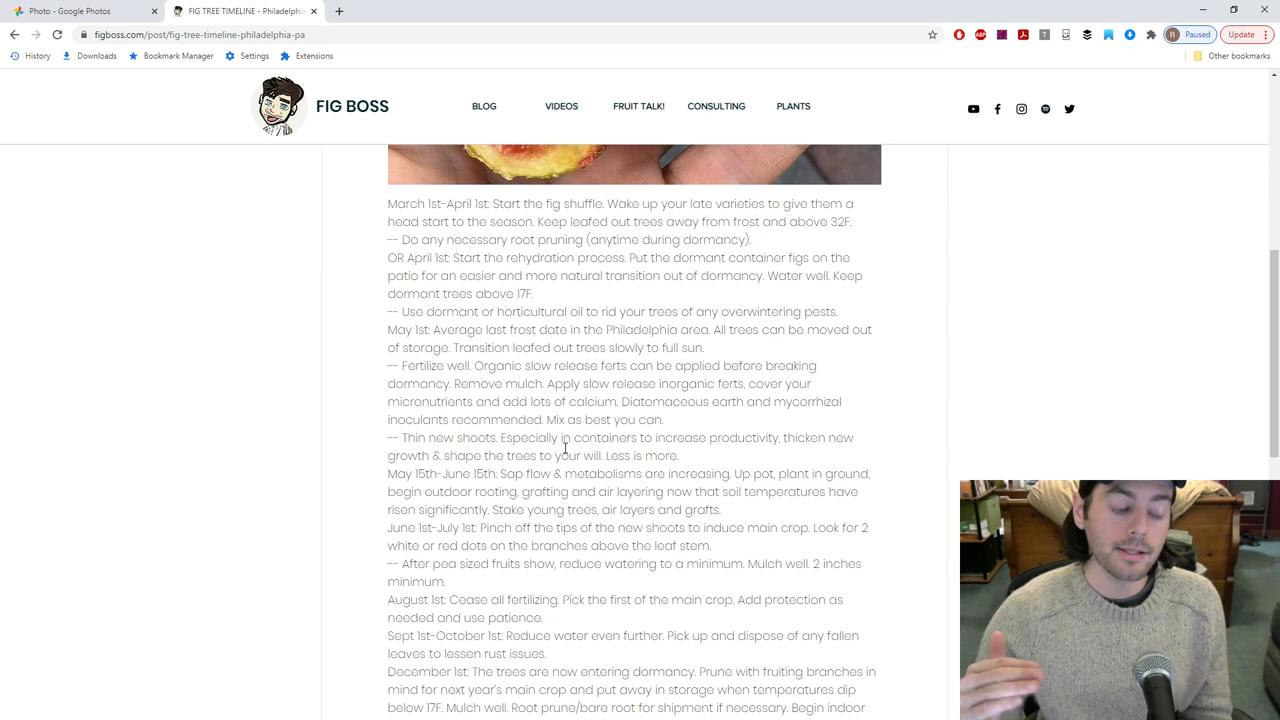 Photo - Google Photos
FIG TREE TIMELINE - Philadelphi
figboss.com/post/fig-tree-timeline-philadelphia-pa
R Paused
Update
History
Downloads
Bookmark Manager
Settings
Extensions
Other bookmarks
FIG BOSS
BLOG
VIDEOS
FRUIT TALK!
CONSULTING
PLANTS
March 1st-April 1st: Start the fig shuffle. Wake up your late varieties to give them a
head start to the season. Keep leafed out trees away from frost and above 32F.
-- Do any necessary root pruning (anytime during dormancy).
OR April 1st: Start the rehydration process. Put the dormant container figs on the
patio for an easier and more natural transition out of dormancy. Water well. Keep
dormant trees above 17F.
-- Use dormant or horticultural oil to rid your trees of any overwintering pests.
May 1st: Average last frost date in the Philadelphia area. All trees can be moved out
of storage. Transition leafed out trees slowly to full sun.
-- Fertilize well. Organic slow release ferts can be applied before breaking
dormancy. Remove mulch. Apply slow release inorganic ferts, cover your
micronutrients and add lots of calcium. Diatomaceous earth and mycorrhizal
inoculants recommended. Mix as best you can.
-- Thin new shoots. Especially in containers to increase productivity, thicken new
growth & shape the trees to your will. Less is more.
May 15th-June 15th: Sap flow & metabolisms are increasing. Up pot, plant in ground,
begin outdoor rooting, grafting and air layering now that soil temperatures have
risen significantly. Stake young trees, air layers and grafts.
June 1st-July 1st: Pinch off the tips of the new shoots to induce main crop. Look for 2
white or red dots on the branches above the leaf stem.
-- After pea sized fruits show, reduce watering to a minimum. Mulch well. 2 inches
minimum.
August 1st: Cease all fertilizing. Pick the first of the main crop. Add protection as
needed and use patience.
Sept 1st-October 1st: Reduce water even further. Pick up and dispose of any fallen
leaves to lessen rust issues.
December 1st: The trees are now entering dormancy. Prune with fruiting branches in
mind for next year's main crop and put away in storage when temperatures dip
below 17F. Mulch well. Root prune/bare root for shipment if necessary. Begin indoor